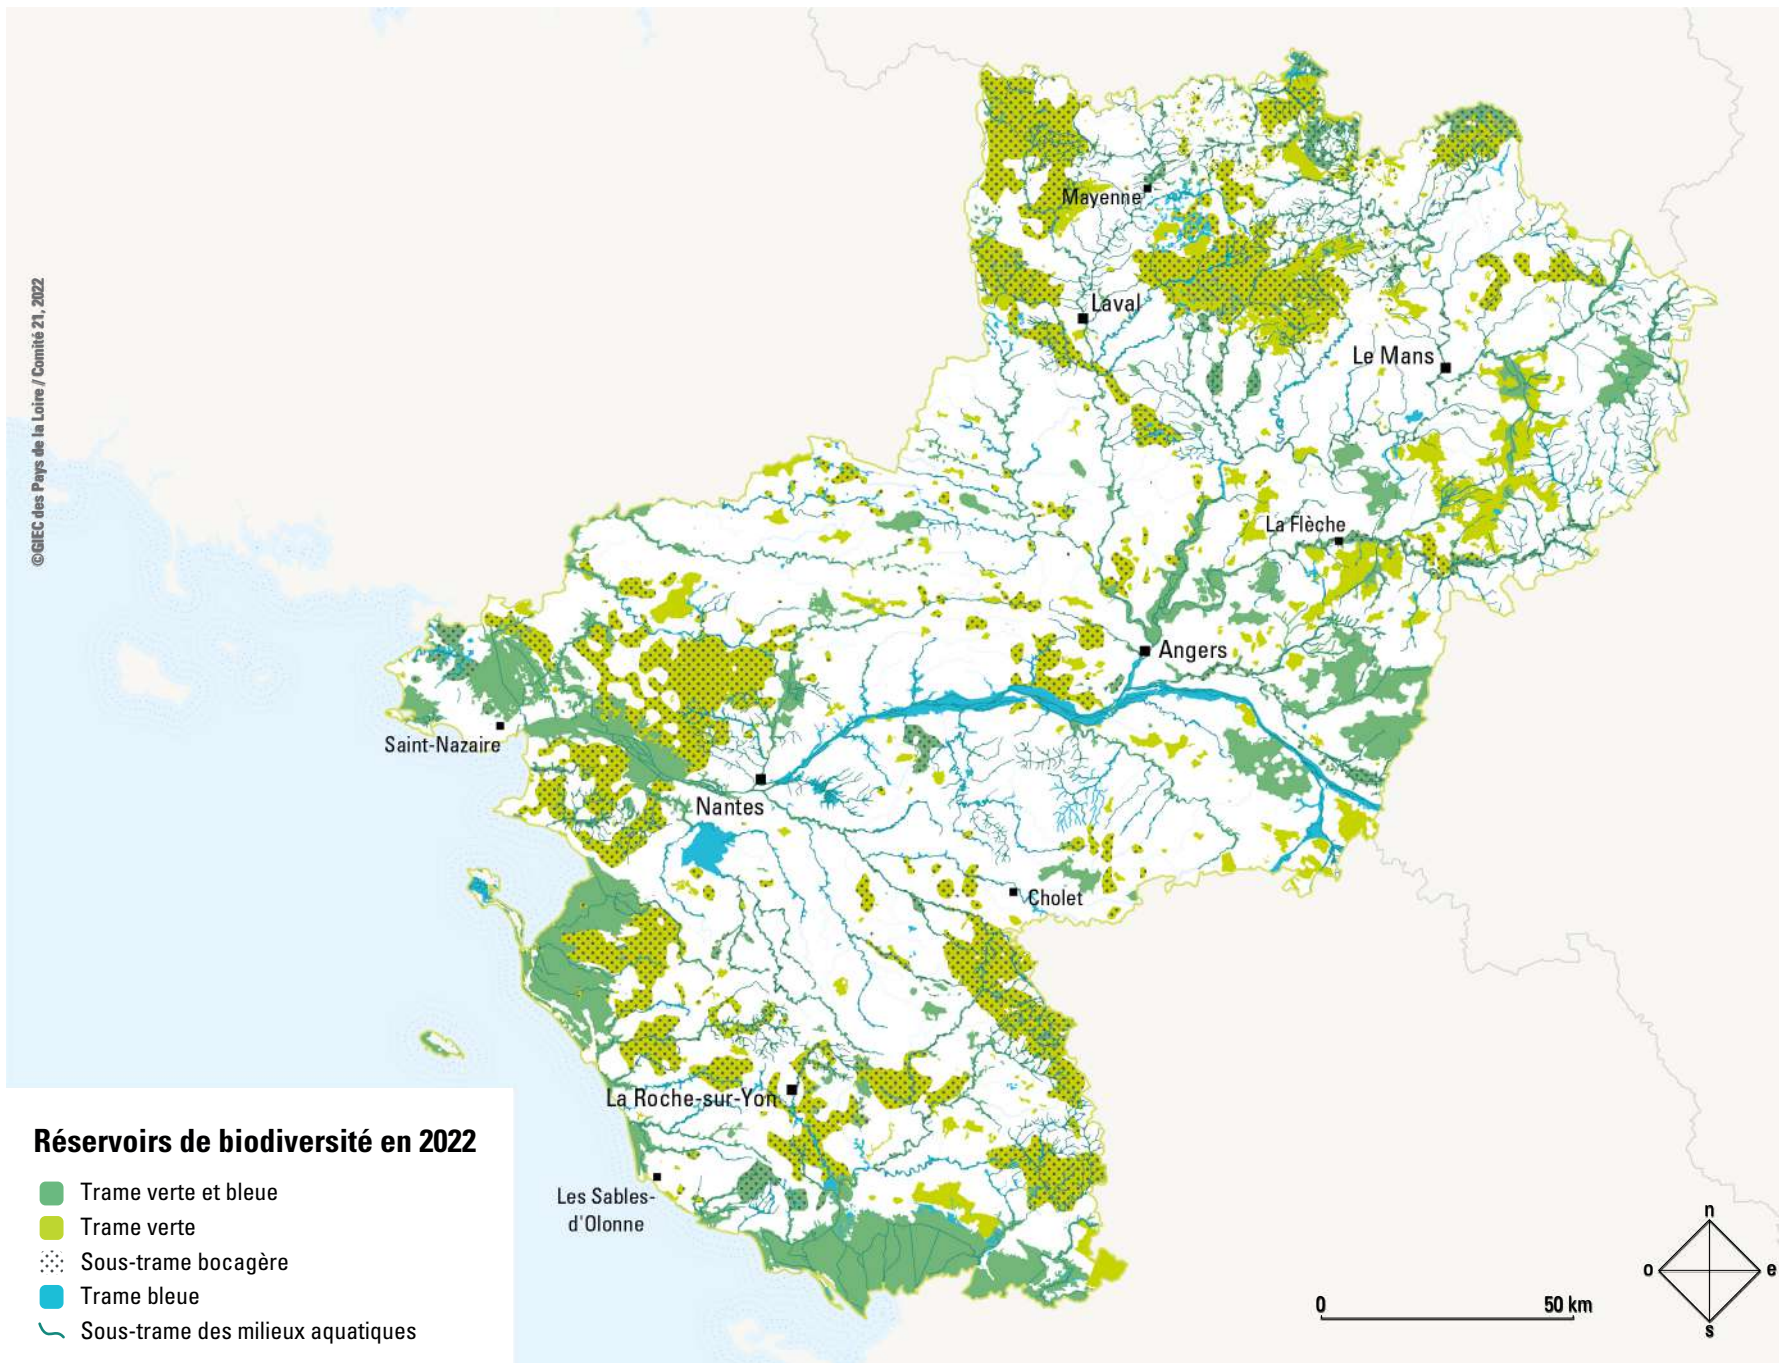 ©GIEC des Pays de la Loire / Comité 21, 2022
Mayenne
Laval
Le Mans
La Flèche
Angers
Saint-Nazaire
Nantes
Cholet
La Roche-sur-Yon
Les Sables-
d'Olonne
Réservoirs de biodiversité en 2022
Trame verte et bleue
Trame verte
Sous-trame bocagère
Trame bleue
Sous-trame des milieux aquatiques
n
o
e
s
0
50 km